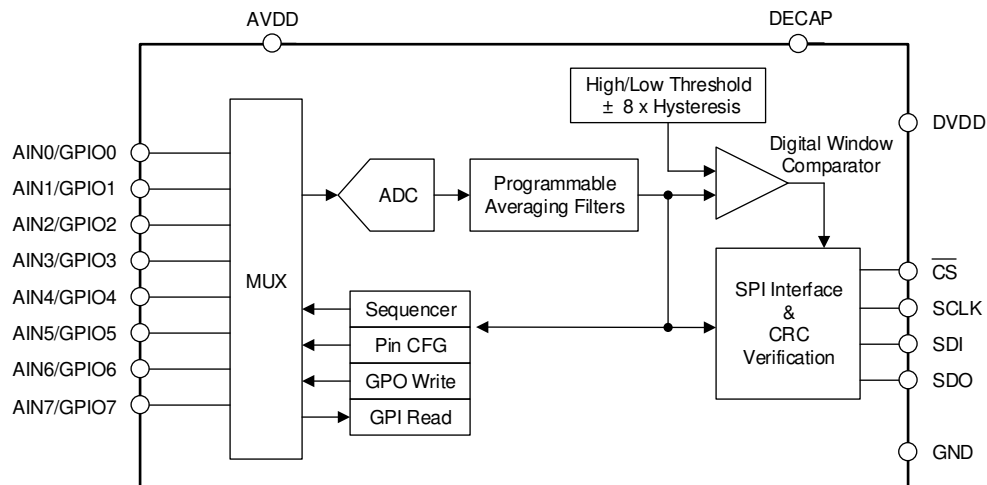 AVDD
DECAP
High/Low Threshold
± 8 x Hysteresis
DVDD
Digital Window
Comparator
AIN0/GPIO0
AIN1/GPIO1
AIN2/GPIO2
AIN3/GPIO3
AIN4/GPIO4
AIN5/GPIO5
AIN6/GPIO6
AIN7/GPIO7
MUX
ADC
Programmable
Averaging Filters
Sequencer
Pin CFG
GPO Write
GPI Read
SPI Interface
&
CRC
Verification
C̅S̅
SCLK
SDI
SDO
GND